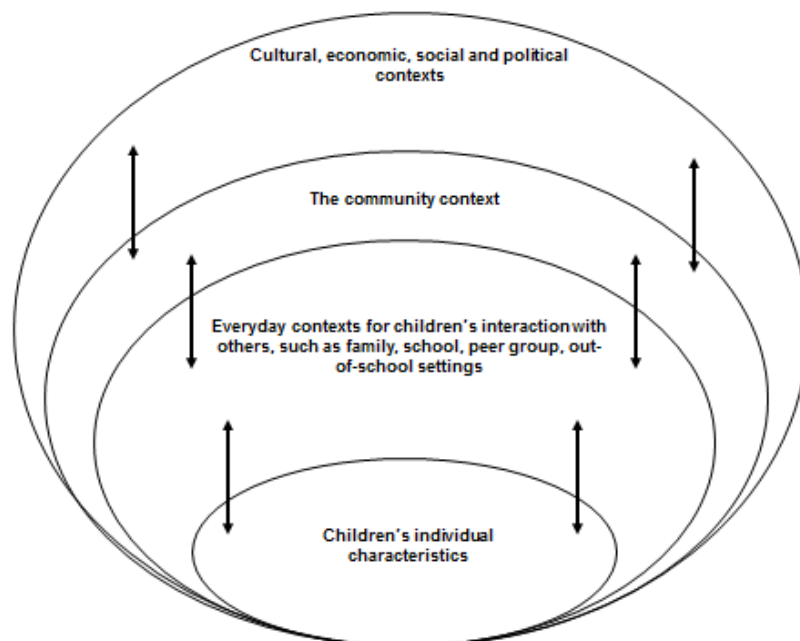 Cultural, economic, social and political
contexts
The community context
Everyday contexts for children's interaction with
others, such as family, school, peer group, out-
of-school settings
Children's individual
characteristics